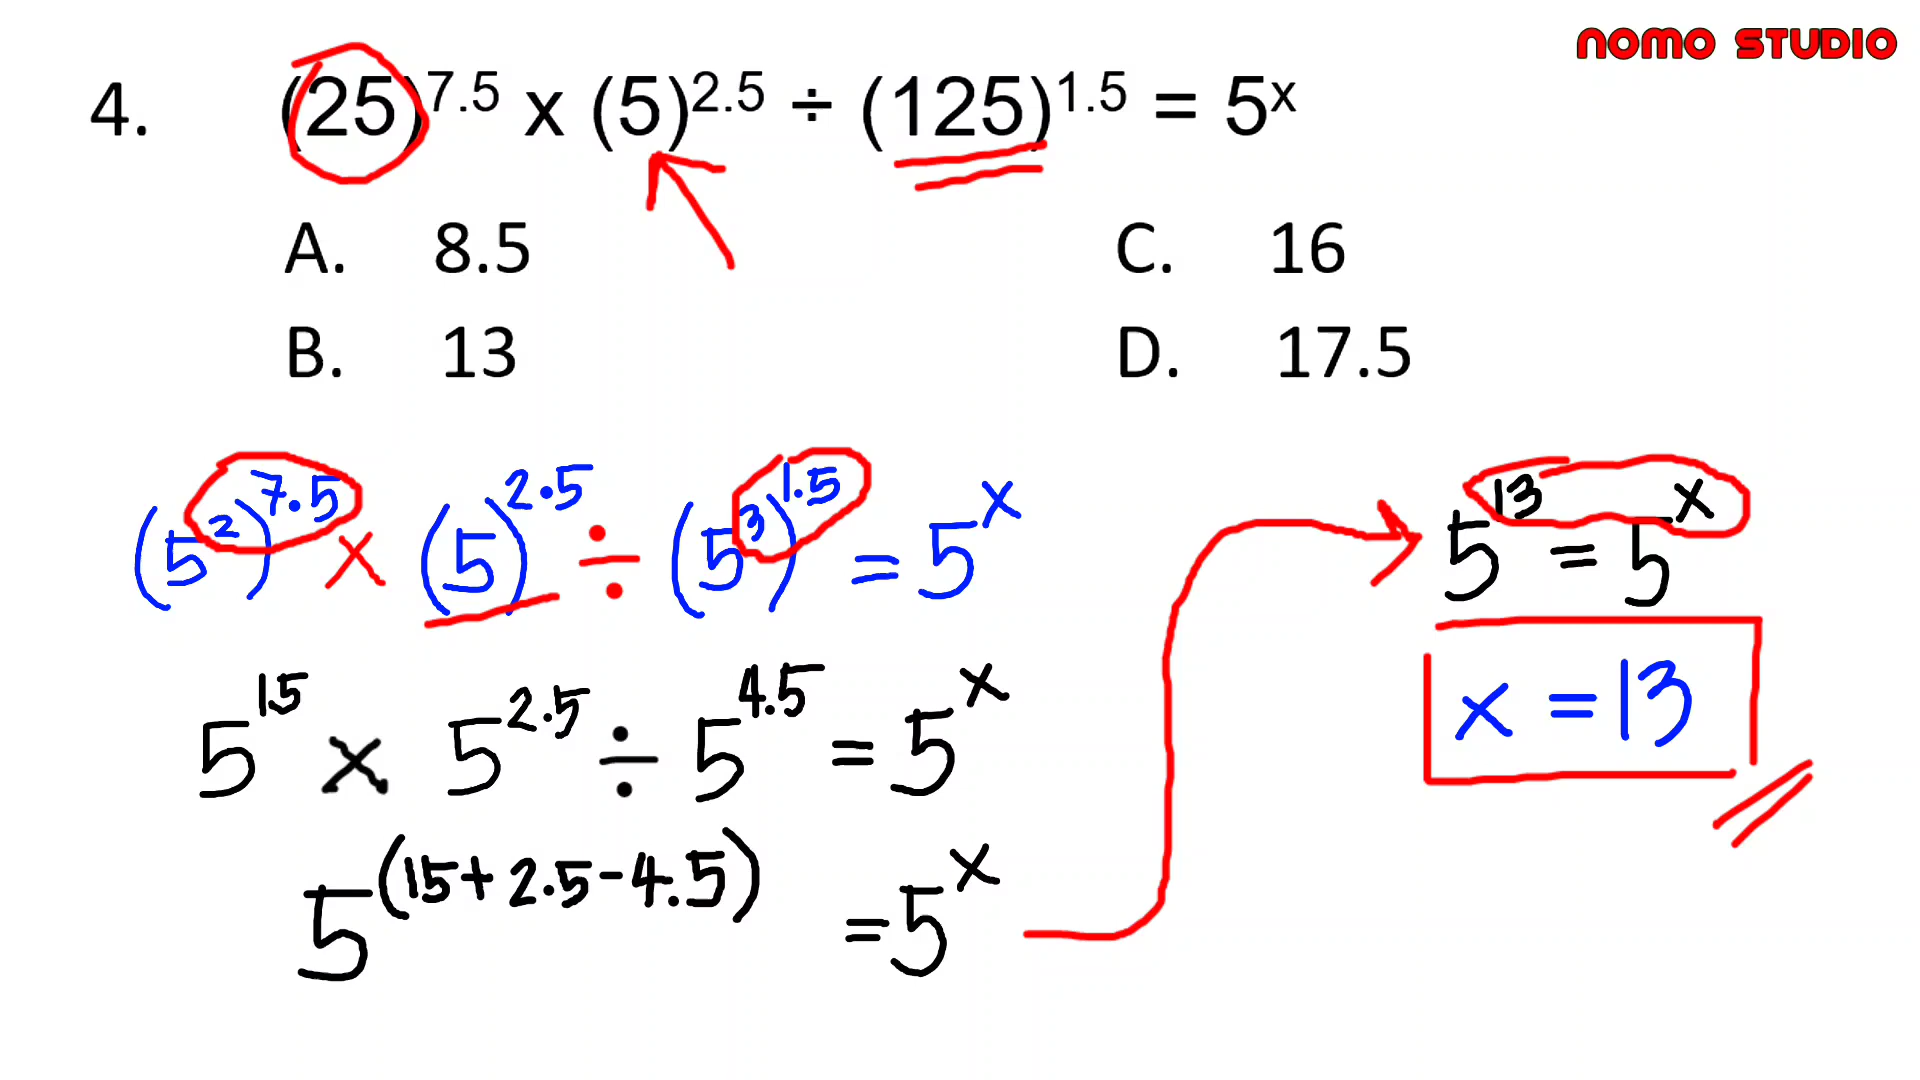 NOMO STUDIO
4. (25)^7.5 x (5)^2.5 ÷ (125)^1.5 = 5^x
A. 8.5
C. 16
B. 13
D. 17.5
(5^2)^7.5 × (5)^2.5 ÷ (5^3)^1.5 = 5^x
5^15 × 5^2.5 ÷ 5^4.5 = 5^x
5^(15+2.5-4.5) = 5^x
5^13 = 5^x
x = 13